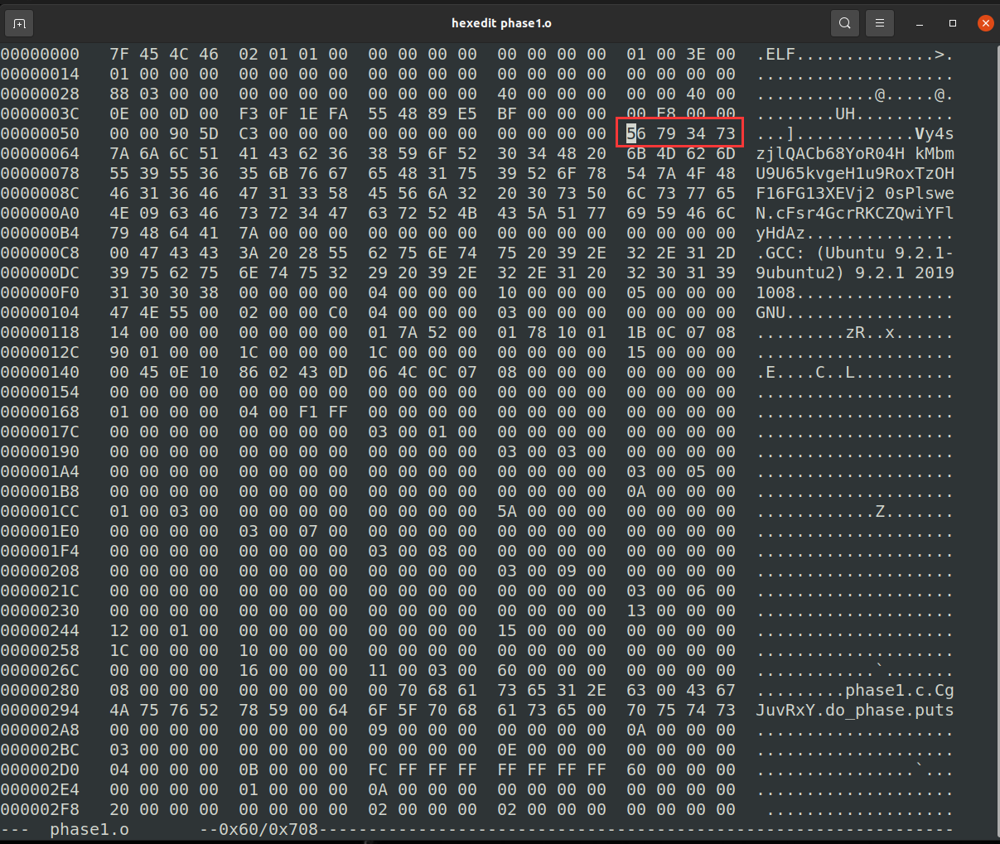 hexedit phase1.o
00000000 7F 45 4C 46 02 01 01 00 00 00 00 00 00 00 00 00 01 00 3E 00 .ELF..............>.
00000014 01 00 00 00 00 00 00 00 00 00 00 00 00 00 00 00 00 00 00 00 ....................
00000028 88 03 00 00 00 00 00 00 00 00 00 00 40 00 00 00 00 00 40 00 ............@.....@.
0000003C 0E 00 0D 00 F3 0F 1E FA 55 48 89 E5 BF 00 00 00 00 E8 00 00 ........UH..........
00000050 00 00 90 5D C3 00 00 00 00 00 00 00 00 00 00 00 56 79 34 73 ...]............Vy4s
00000064 7A 6A 6C 51 41 43 62 36 38 59 6F 52 30 34 48 20 6B 4D 62 6D zjlQACb68YoR04H kMbm
00000078 55 39 55 36 35 6B 76 67 65 48 31 75 39 52 6F 78 54 7A 4F 48 U9U65kvgeH1u9RoxTzOH
0000008C 46 31 36 46 47 31 33 58 45 56 6A 32 20 30 73 50 6C 73 77 65 F16FG13XEVj2 0sPlswe
000000A0 4E 09 63 46 73 72 34 47 63 72 52 4B 43 5A 51 77 69 59 46 6C N.cFsr4GcrRKCZQwiYFl
000000B4 79 48 64 41 7A 00 00 00 00 00 00 00 00 00 00 00 00 00 00 00 yHdAz...............
000000C8 00 47 43 43 3A 20 28 55 62 75 6E 74 75 20 39 2E 32 2E 31 2D .GCC: (Ubuntu 9.2.1-
000000DC 39 75 62 75 6E 74 75 32 29 20 39 2E 32 2E 31 20 32 30 31 39 9ubuntu2) 9.2.1 2019
000000F0 31 30 30 38 00 00 00 00 04 00 00 00 10 00 00 00 05 00 00 00 1008................
00000104 47 4E 55 00 02 00 00 C0 04 00 00 00 03 00 00 00 00 00 00 00 GNU.................
00000118 14 00 00 00 00 00 00 00 01 7A 52 00 01 78 10 01 1B 0C 07 08 .........zR..x......
0000012C 90 01 00 00 1C 00 00 00 1C 00 00 00 00 00 00 00 15 00 00 00 ....................
00000140 00 45 0E 10 86 02 43 0D 06 4C 0C 07 08 00 00 00 00 00 00 00 .E....C..L..........
00000154 00 00 00 00 00 00 00 00 00 00 00 00 00 00 00 00 00 00 00 00 ....................
00000168 01 00 00 00 04 00 F1 FF 00 00 00 00 00 00 00 00 00 00 00 00 ....................
0000017C 00 00 00 00 00 00 00 00 03 00 01 00 00 00 00 00 00 00 00 00 ....................
00000190 00 00 00 00 00 00 00 00 00 00 00 00 03 00 03 00 00 00 00 00 ....................
000001A4 00 00 00 00 00 00 00 00 00 00 00 00 00 00 00 00 03 00 05 00 ....................
000001B8 00 00 00 00 00 00 00 00 00 00 00 00 00 00 00 00 0A 00 00 00 ....................
000001CC 01 00 03 00 00 00 00 00 00 00 00 00 5A 00 00 00 00 00 00 00 ............Z.......
000001E0 00 00 00 00 03 00 07 00 00 00 00 00 00 00 00 00 00 00 00 00 ....................
000001F4 00 00 00 00 00 00 00 00 03 00 08 00 00 00 00 00 00 00 00 00 ....................
00000208 00 00 00 00 00 00 00 00 00 00 00 00 03 00 09 00 00 00 00 00 ....................
0000021C 00 00 00 00 00 00 00 00 00 00 00 00 00 00 00 00 03 00 06 00 ....................
00000230 00 00 00 00 00 00 00 00 00 00 00 00 00 00 00 00 13 00 00 00 ....................
00000244 12 00 01 00 00 00 00 00 00 00 00 00 15 00 00 00 00 00 00 00 ....................
00000258 1C 00 00 00 10 00 00 00 00 00 00 00 00 00 00 00 00 00 00 00 ....................
0000026C 00 00 00 00 16 00 00 00 11 00 03 00 60 00 00 00 00 00 00 00 ............`.......
00000280 08 00 00 00 00 00 00 00 00 70 68 61 73 65 31 2E 63 00 43 67 .........phase1.c.Cg
00000294 4A 75 76 52 78 59 00 64 6F 5F 70 68 61 73 65 00 70 75 74 73 JuvRxY.do_phase.puts
000002A8 00 00 00 00 00 00 00 00 09 00 00 00 00 00 00 00 0A 00 00 00 ....................
000002BC 03 00 00 00 00 00 00 00 00 00 00 00 0E 00 00 00 00 00 00 00 ....................
000002D0 04 00 00 00 0B 00 00 00 FC FF FF FF FF FF FF FF 60 00 00 00 ................`...
000002E4 00 00 00 00 01 00 00 00 0A 00 00 00 00 00 00 00 00 00 00 00 ....................
000002F8 20 00 00 00 00 00 00 00 02 00 00 00 02 00 00 00 00 00 00 00  ...................
--- phase1.o --0x60/0x708----------------------------------------------------------------